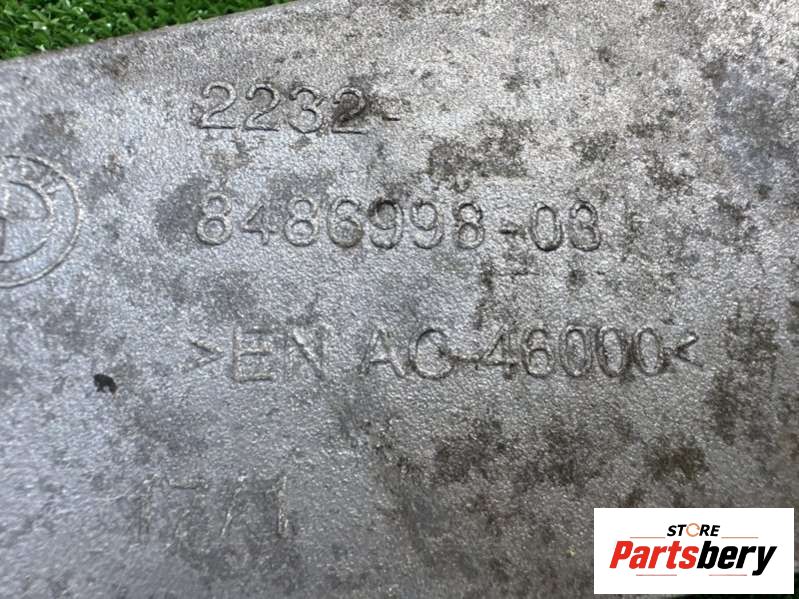 2232-
8486998-03
>EN AC-46000<
STORE
Partsbery